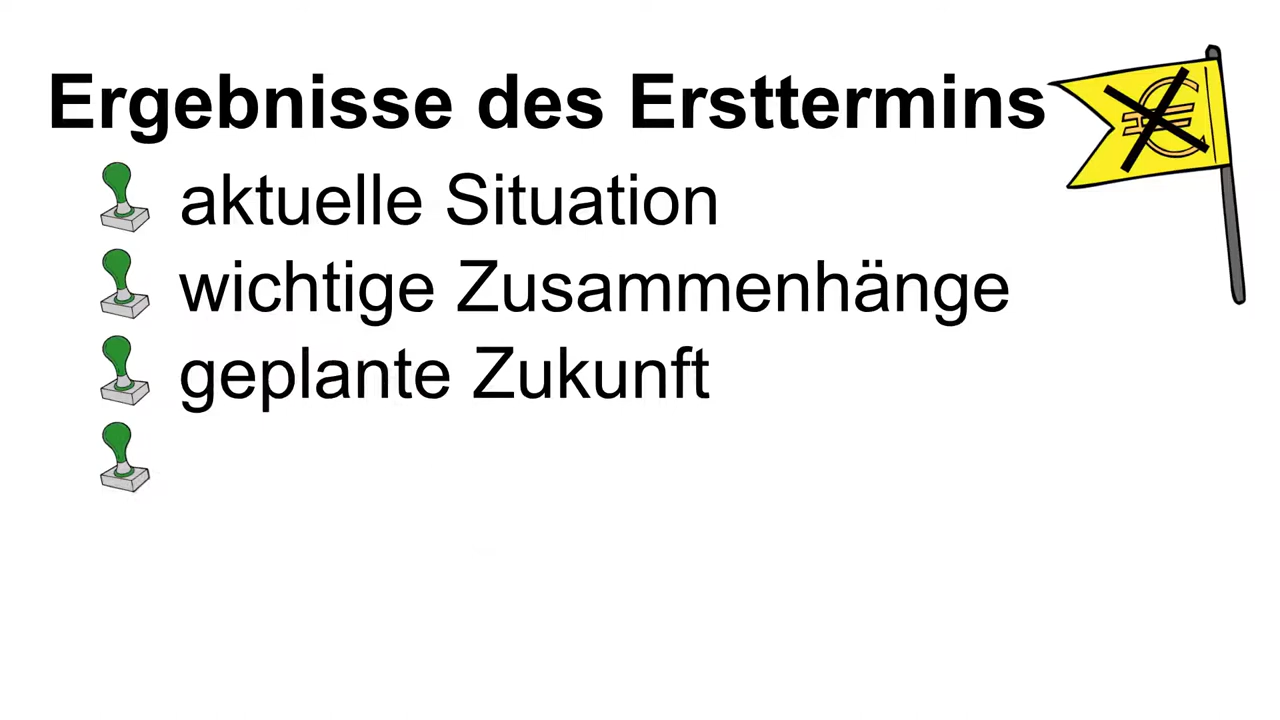 Ergebnisse des Ersttermins
aktuelle Situation
wichtige Zusammenhänge
geplante Zukunft